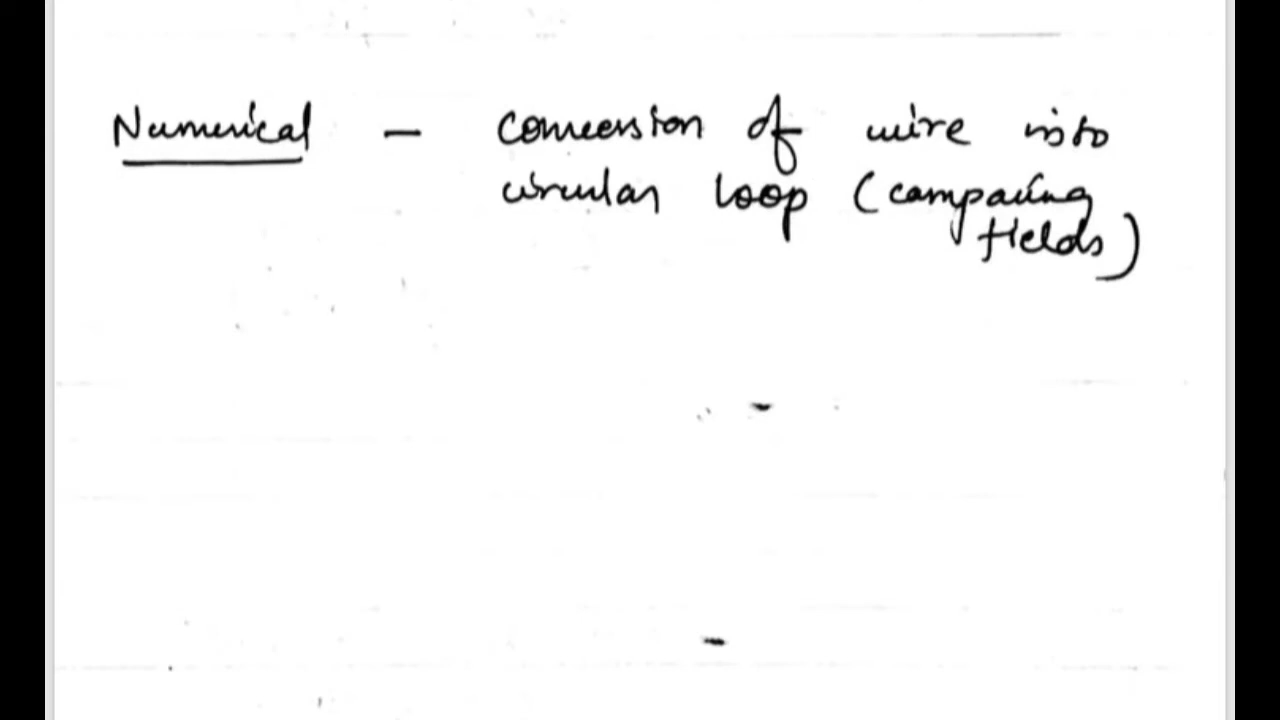 Numerical – conversion of wire into
circular loop (comparing
fields)